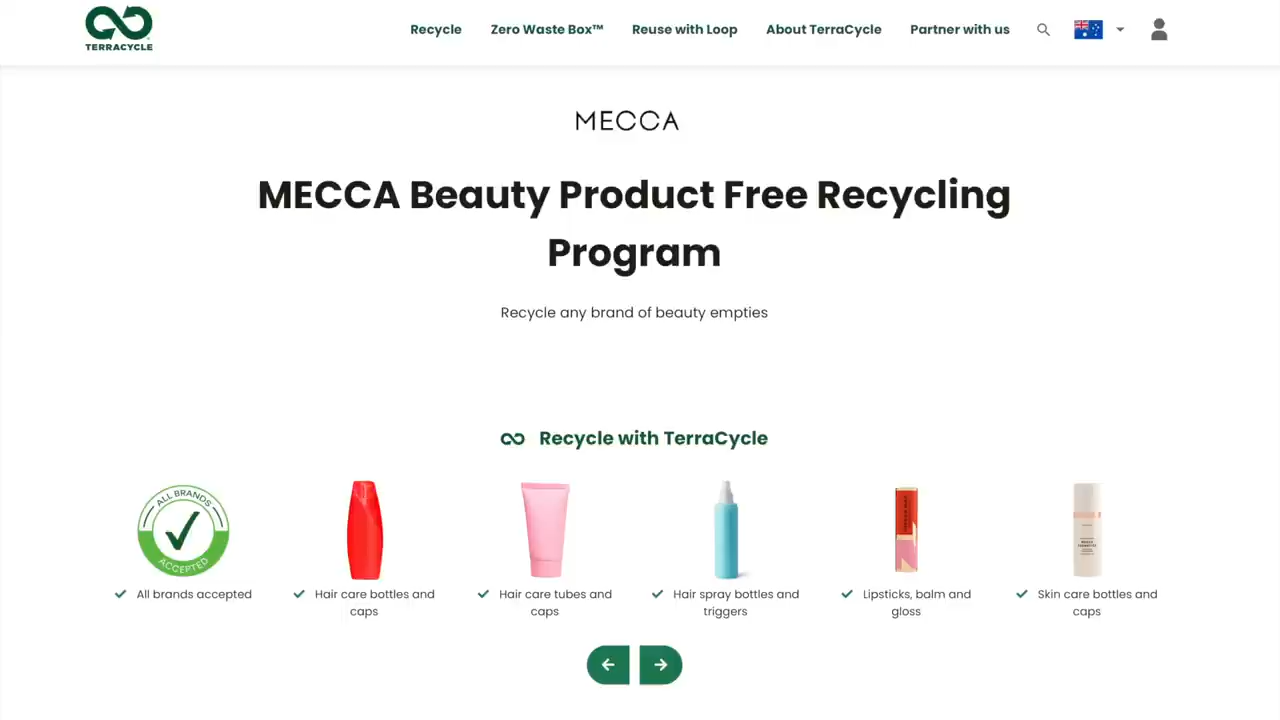 TERRACYCLE
Recycle
Zero Waste Box™
Reuse with Loop
About TerraCycle
Partner with us
MECCA
MECCA Beauty Product Free Recycling
Program
Recycle any brand of beauty empties
Recycle with TerraCycle
ALL BRANDS
ACCEPTED
All brands accepted
Hair care bottles and
caps
Hair care tubes and
caps
Hair spray bottles and
triggers
Lipsticks, balm and
gloss
Skin care bottles and
caps